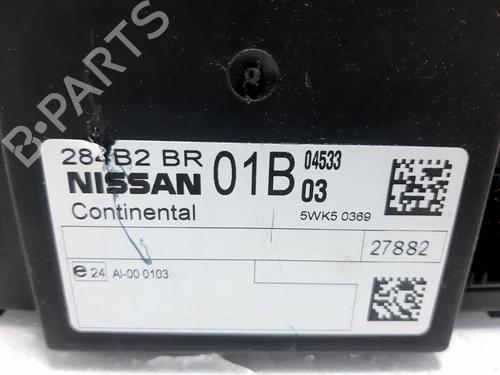 B-PARTS
284B2 BR 01B 04533
NISSAN 03
Continental 5WK5 0369
27882
e 24 AI-00 0103